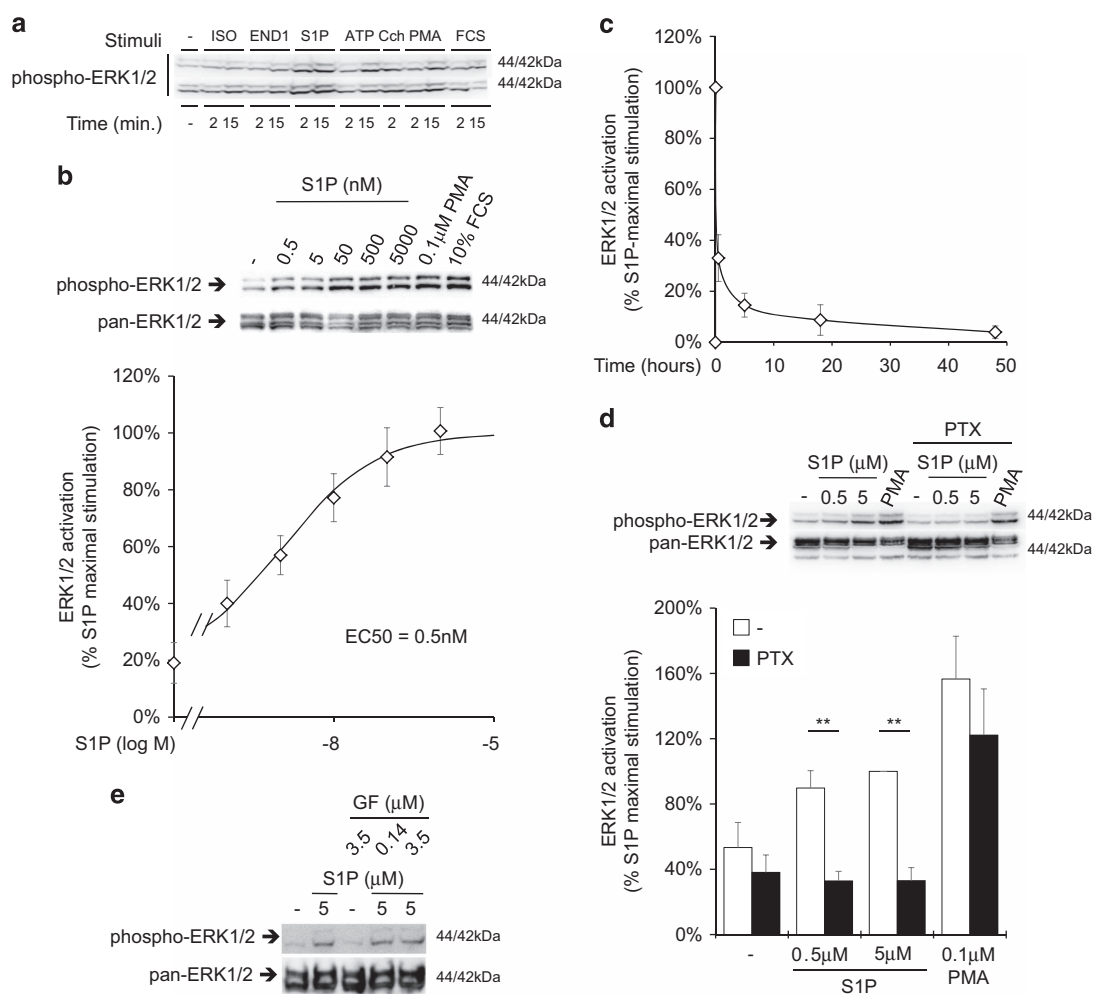 a
Stimuli - ISO END1 S1P ATP Cch PMA FCS
phospho-ERK1/2 44/42kDa
44/42kDa
Time (min.) - 2 15 2 15 2 15 2 15 2 2 15 2 15
b
S1P (nM)
- 0.5 5 50 500 5000 0.1µM PMA 10% FCS
phospho-ERK1/2 ➔ 44/42kDa
pan-ERK1/2 ➔ 44/42kDa
ERK1/2 activation
(% S1P maximal stimulation)
120%
100%
80%
60%
40%
20%
0%
EC50 = 0.5nM
S1P (log M) -8 -5
c
ERK1/2 activation
(% S1P-maximal stimulation)
120%
100%
80%
60%
40%
20%
0%
Time (hours) 0 10 20 30 40 50
d
PTX
S1P (µM) S1P (µM)
- 0.5 5 PMA - 0.5 5 PMA
phospho-ERK1/2 ➔ 44/42kDa
pan-ERK1/2 ➔ 44/42kDa
ERK1/2 activation
(% S1P maximal stimulation)
200%
160%
120%
80%
40%
0%
-
PTX
** **
- 0.5µM 5µM 0.1µM
S1P PMA
e
GF (µM)
3.5 0.14 3.5
S1P (µM)
- 5 - 5 5
phospho-ERK1/2 ➔ 44/42kDa
pan-ERK1/2 ➔ 44/42kDa